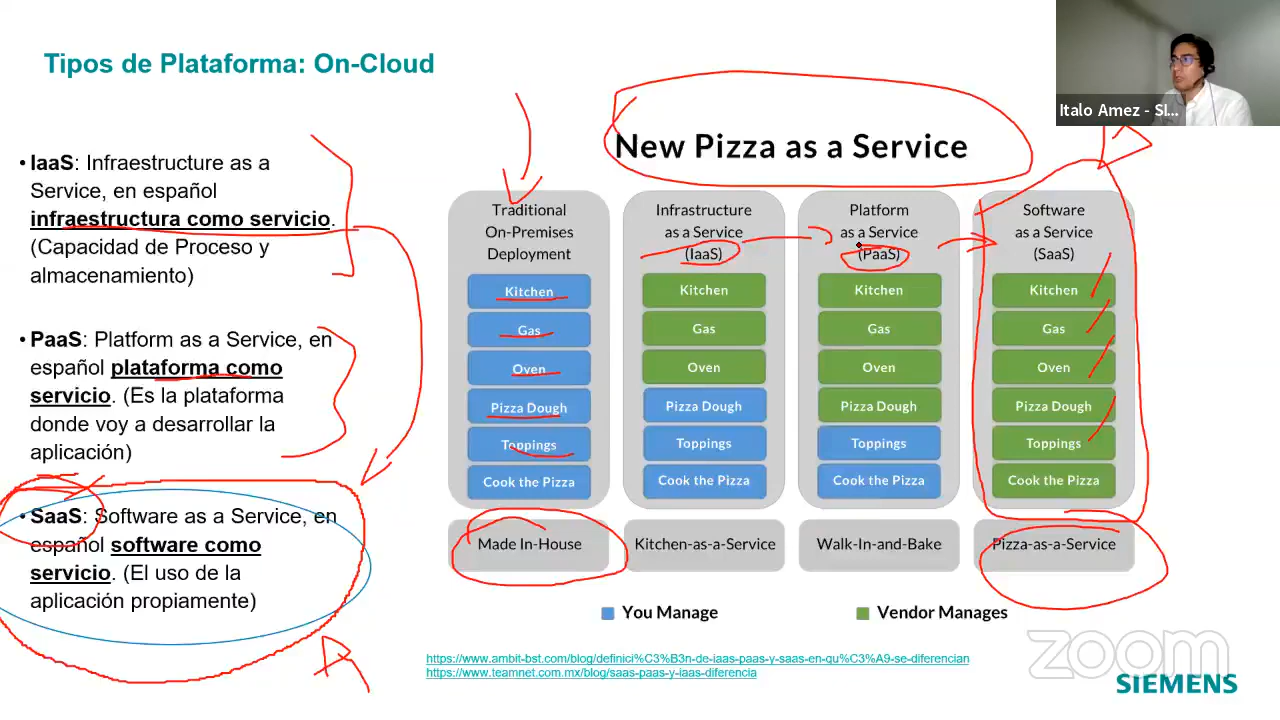 Tipos de Plataforma: On-Cloud
Italo Amez - SI...
• IaaS: Infraestructure as a
Service, en español
infraestructura como servicio.
(Capacidad de Proceso y
almacenamiento)
• PaaS: Platform as a Service, en
español plataforma como
servicio. (Es la plataforma
donde voy a desarrollar la
aplicación)
• SaaS: Software as a Service, en
español software como
servicio. (El uso de la
aplicación propiamente)
New Pizza as a Service
Traditional
On-Premises
Deployment
Kitchen
Gas
Oven
Pizza Dough
Toppings
Cook the Pizza
Made In-House
Infrastructure
as a Service
(IaaS)
Kitchen
Gas
Oven
Pizza Dough
Toppings
Cook the Pizza
Kitchen-as-a-Service
Platform
as a Service
(PaaS)
Kitchen
Gas
Oven
Pizza Dough
Toppings
Cook the Pizza
Walk-In-and-Bake
Software
as a Service
(SaaS)
Kitchen
Gas
Oven
Pizza Dough
Toppings
Cook the Pizza
Pizza-as-a-Service
You Manage
Vendor Manages
https://www.ambit-bst.com/blog/definici%C3%B3n-de-iaas-paas-y-saas-en-qu%C3%A9-se-diferencian
https://www.teamnet.com.mx/blog/saas-paas-y-iaas-diferencia
zoom
SIEMENS